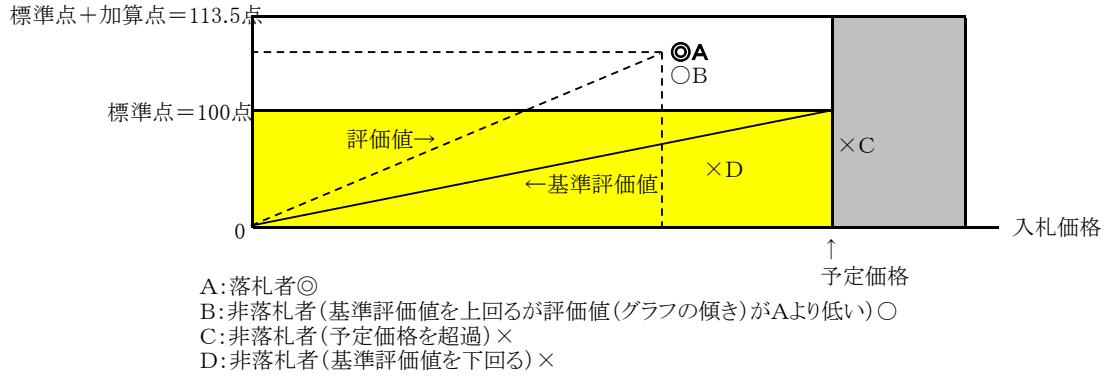 標準点＋加算点＝113.5点
◎A
○B
標準点＝100点
評価値→
×C
×D
←基準評価値
0
入札価格
↑
予定価格
A：落札者◎
B：非落札者（基準評価値を上回るが評価値（グラフの傾き）がAより低い）○
C：非落札者（予定価格を超過）×
D：非落札者（基準評価値を下回る）×